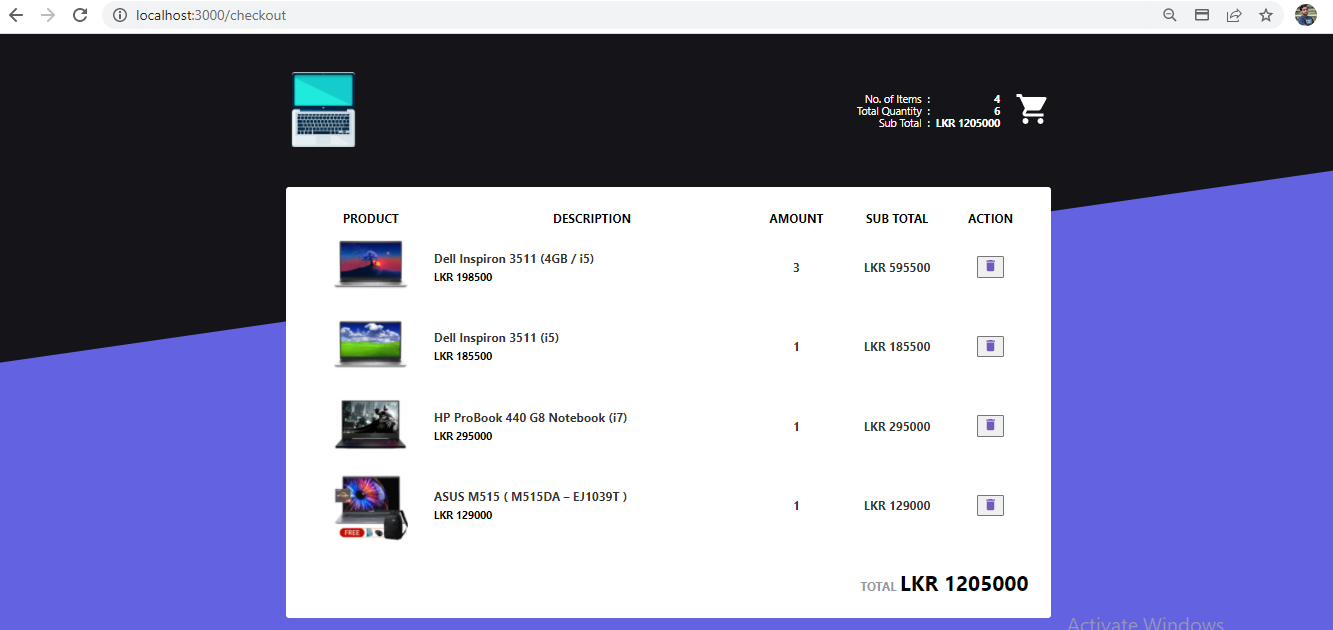 localhost:3000/checkout
No. of Items : 4
Total Quantity : 6
Sub Total : LKR 1205000
PRODUCT DESCRIPTION AMOUNT SUB TOTAL ACTION
Dell Inspiron 3511 (4GB / i5)
LKR 198500
3 LKR 595500
Dell Inspiron 3511 (i5)
LKR 185500
1 LKR 185500
HP ProBook 440 G8 Notebook (i7)
LKR 295000
1 LKR 295000
ASUS M515 ( M515DA – EJ1039T )
LKR 129000
1 LKR 129000
FREE
TOTAL LKR 1205000
Activate Windows